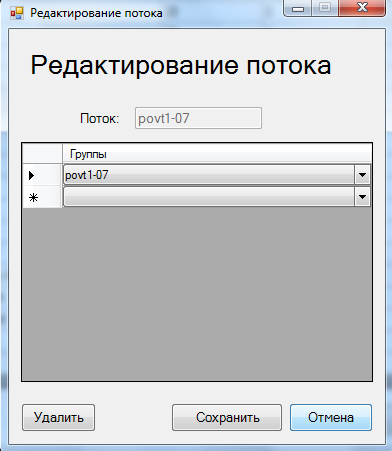 Редактирование потока
Редактирование потока
Поток: povt1-07
Группы
povt1-07
Удалить Сохранить Отмена